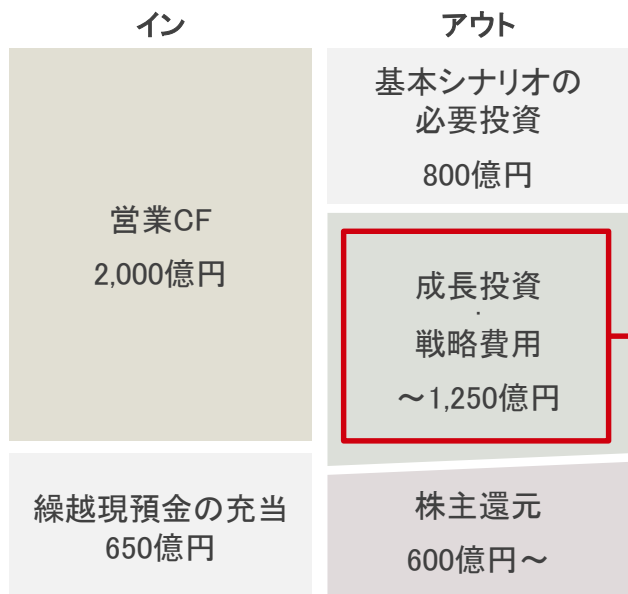 イン
アウト
営業CF
2,000億円
繰越現預金の充当
650億円
基本シナリオの
必要投資
800億円
成長投資
・
戦略費用
～1,250億円
株主還元
600億円～